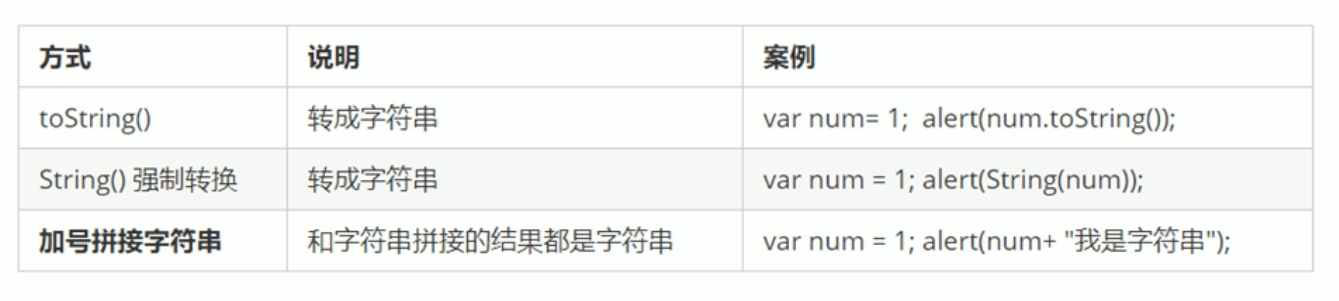 方式 说明 案例
toString() 转成字符串 var num= 1;  alert(num.toString());
String() 强制转换 转成字符串 var num = 1; alert(String(num));
加号拼接字符串 和字符串拼接的结果都是字符串 var num = 1; alert(num+ "我是字符串");